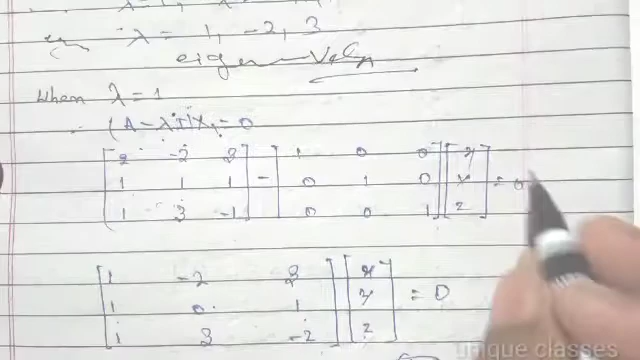 λ = 1, -2, 3
eigen
When λ = 1
(A - λI)X₁ = 0
[2 -2 3; 1 1 1; 1 3 -1] - [1 0 0; 0 1 0; 0 0 1] [x; y; z] = 0
[1 -2 3; 1 0 1; 1 3 -2] [x; y; z] = 0
unique classes